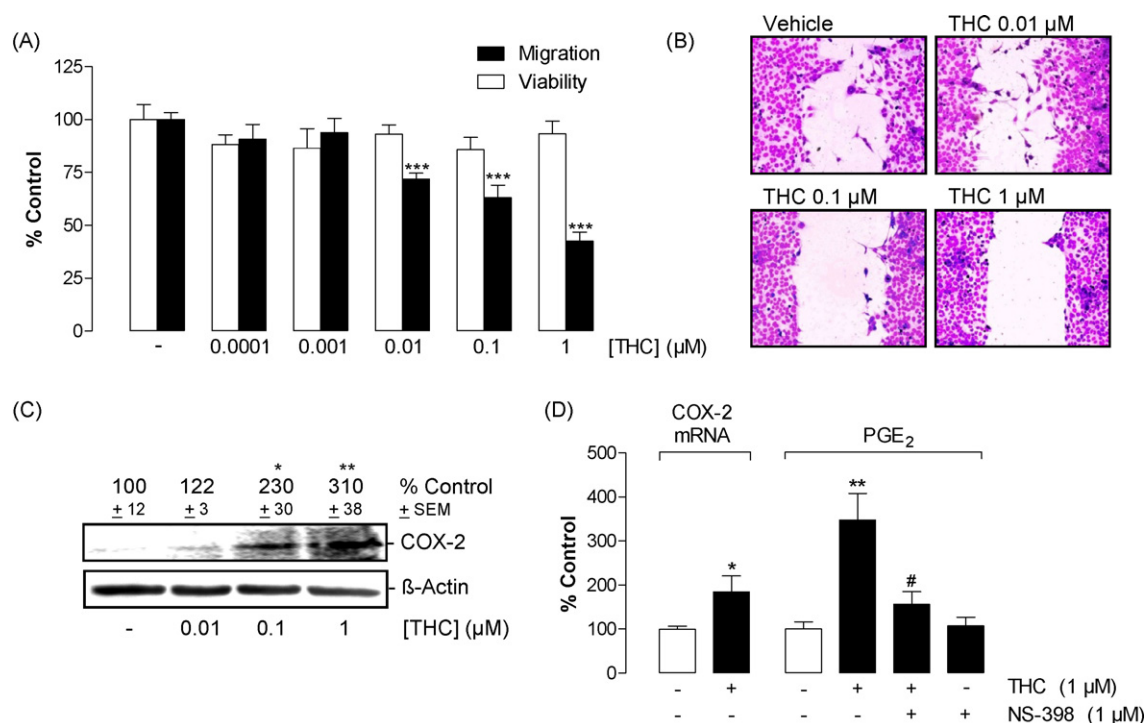 (A)
Migration
Viability
125
100
75
50
25
0
% Control
***
***
***
- 0.0001 0.001 0.01 0.1 1 [THC] (µM)
(B)
Vehicle THC 0.01 µM
THC 0.1 µM THC 1 µM
(C)
* **
100 122 230 310 % Control
± 12 ± 3 ± 30 ± 38 ± SEM
COX-2
ß-Actin
- 0.01 0.1 1 [THC] (µM)
(D)
COX-2
mRNA
PGE2
500
400
300
200
100
0
% Control
*
**
#
- + - + + - THC (1 µM)
- - - - + + NS-398 (1 µM)